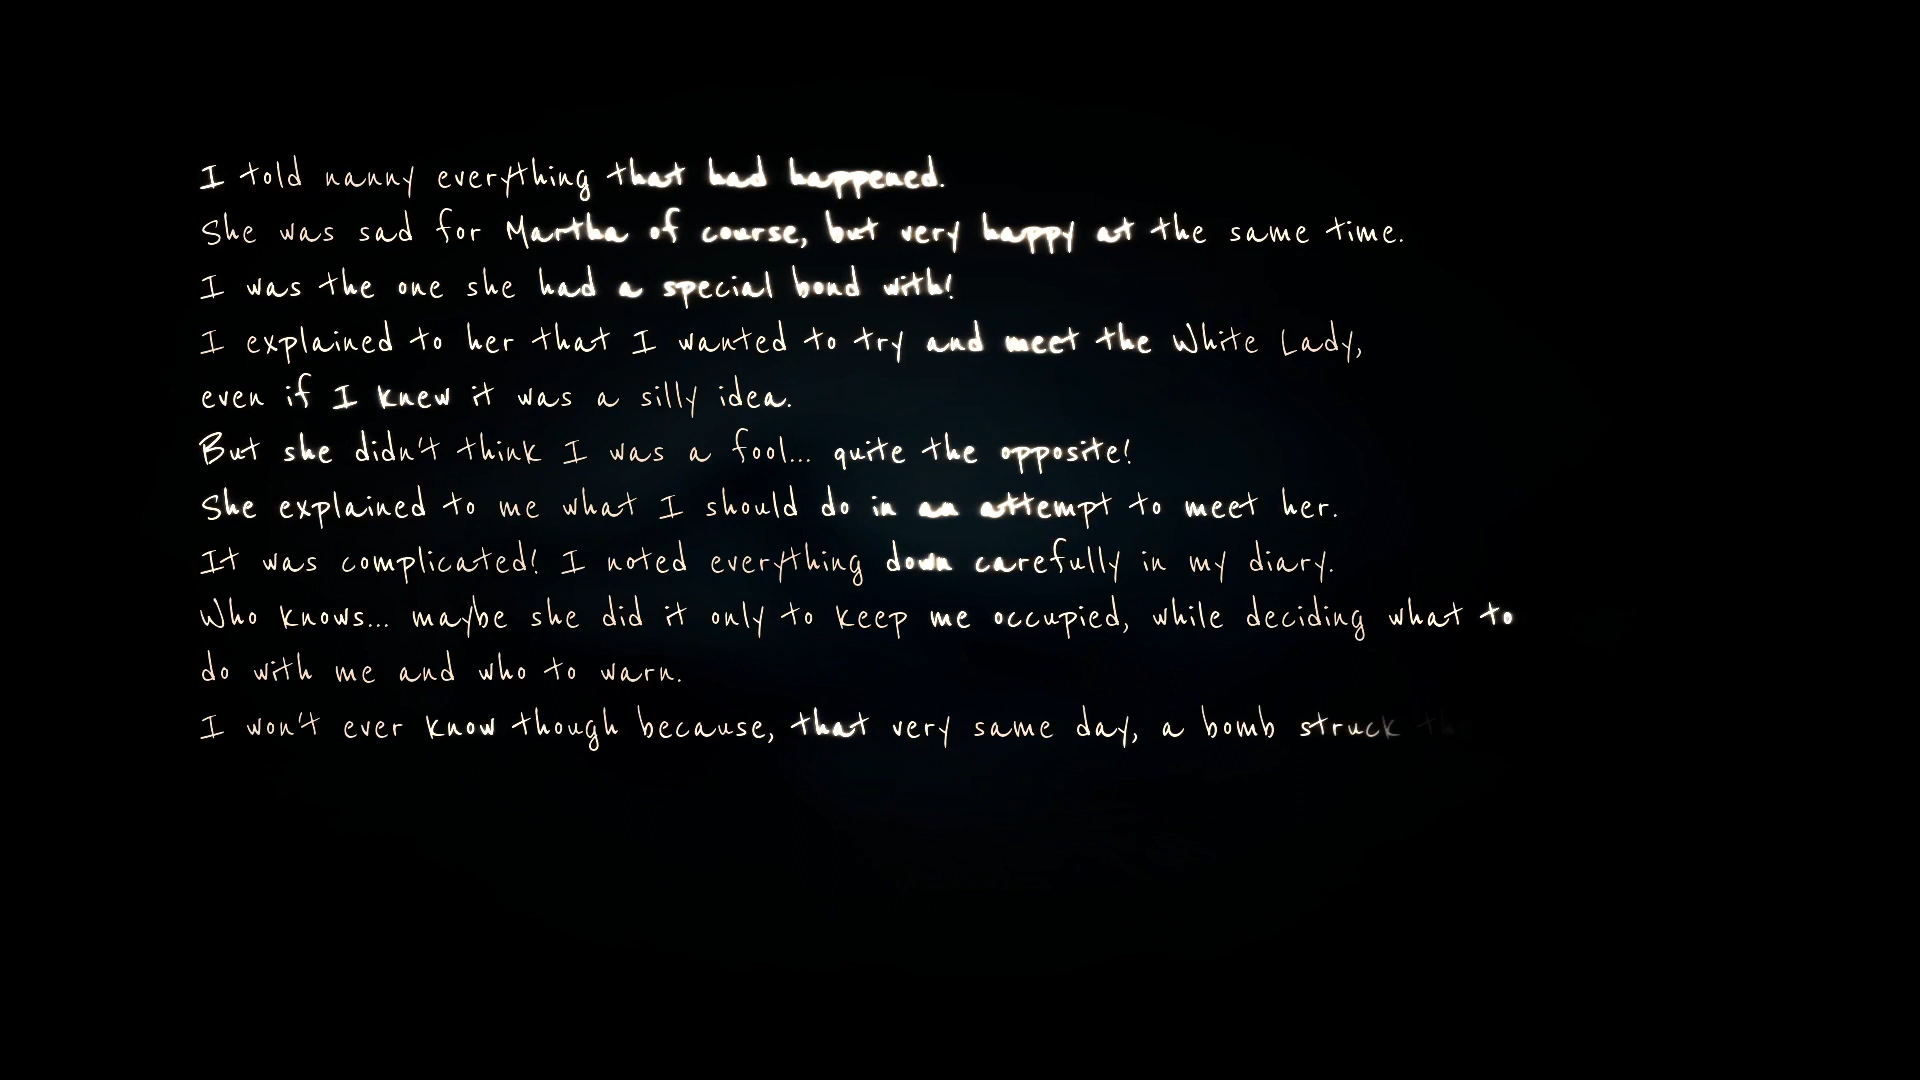 I told nanny everything that had happened.
She was sad for Martha of course, but very happy at the same time.
I was the one she had a special bond with!
I explained to her that I wanted to try and meet the White Lady,
even if I knew it was a silly idea.
But she didn't think I was a fool... quite the opposite!
She explained to me what I should do in an attempt to meet her.
It was complicated! I noted everything down carefully in my diary.
Who knows... maybe she did it only to keep me occupied, while deciding what to
do with me and who to warn.
I won't ever know though because, that very same day, a bomb struck